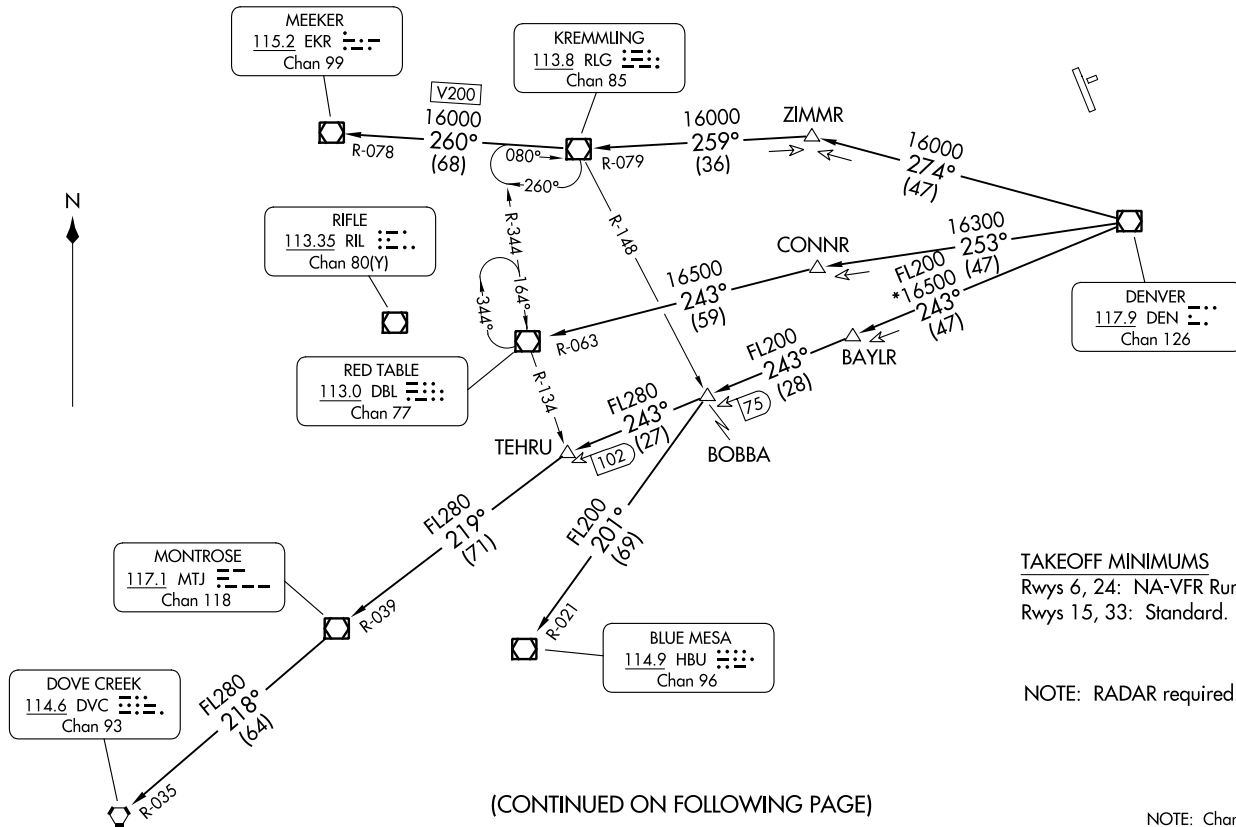 MEEKER
115.2 EKR
Chan 99
KREMMLING
113.8 RLG
Chan 85
V200
16000
260°
(68)
R-078
080°
260°
R-079
16000
259°
(36)
ZIMMR
16000
274°
(47)
N
RIFLE
113.35 RIL
Chan 80(Y)
R-344
R-148
164°
344°
CONNR
16300
253°
(47)
16500
243°
(59)
R-063
FL200
*16500
243°
(47)
DENVER
117.9 DEN
Chan 126
RED TABLE
113.0 DBL
Chan 77
R-134
BAYLR
FL200
243°
(28)
75
BOBBA
FL280
243°
(27)
102
TEHRU
FL280
219°
(71)
FL200
201°
(69)
MONTROSE
117.1 MTJ
Chan 118
R-039
R-021
BLUE MESA
114.9 HBU
Chan 96
TAKEOFF MINIMUMS
Rwys 6, 24: NA-VFR Run
Rwys 15, 33: Standard.
NOTE: RADAR required
DOVE CREEK
114.6 DVC
Chan 93
FL280
218°
(64)
R-035
(CONTINUED ON FOLLOWING PAGE)
NOTE: Char